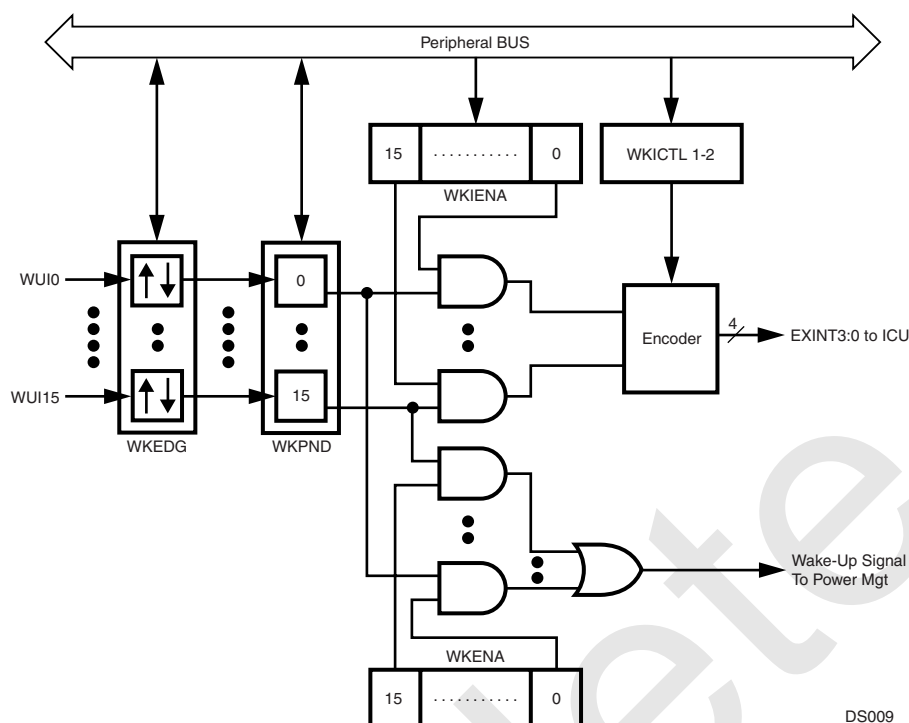 Peripheral BUS
15 ........... 0
WKIENA
WKICTL 1-2
WUI0
0
Encoder
4
EXINT3:0 to ICU
WUI15
15
WKEDG
WKPND
Wake-Up Signal
To Power Mgt
WKENA
15 ........... 0
DS009